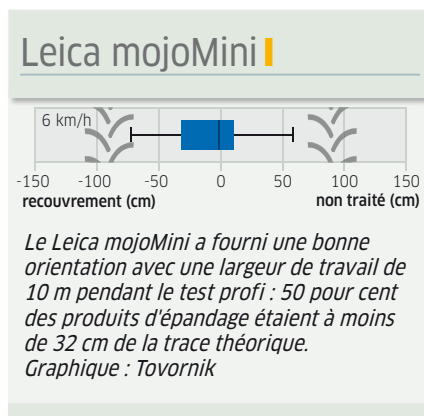 Leica mojoMini
6 km/h
-150 -100 -50 0 50 100 150
recouvrement (cm) non traité (cm)
Le Leica mojoMini a fourni une bonne
orientation avec une largeur de travail de
10 m pendant le test profi : 50 pour cent
des produits d'épandage étaient à moins
de 32 cm de la trace théorique.
Graphique : Tovornik